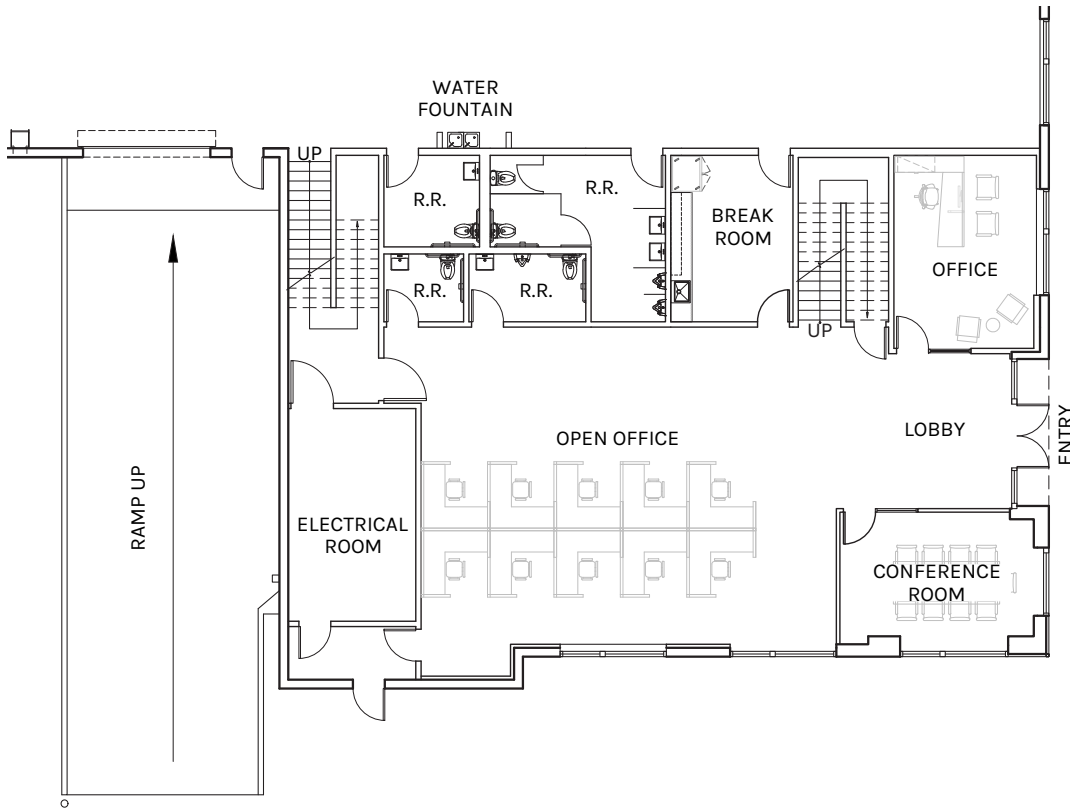 WATER
FOUNTAIN
UP
R.R.
R.R.
BREAK
ROOM
OFFICE
R.R.
R.R.
UP
OPEN OFFICE
LOBBY
ENTRY
RAMP UP
ELECTRICAL
ROOM
CONFERENCE
ROOM